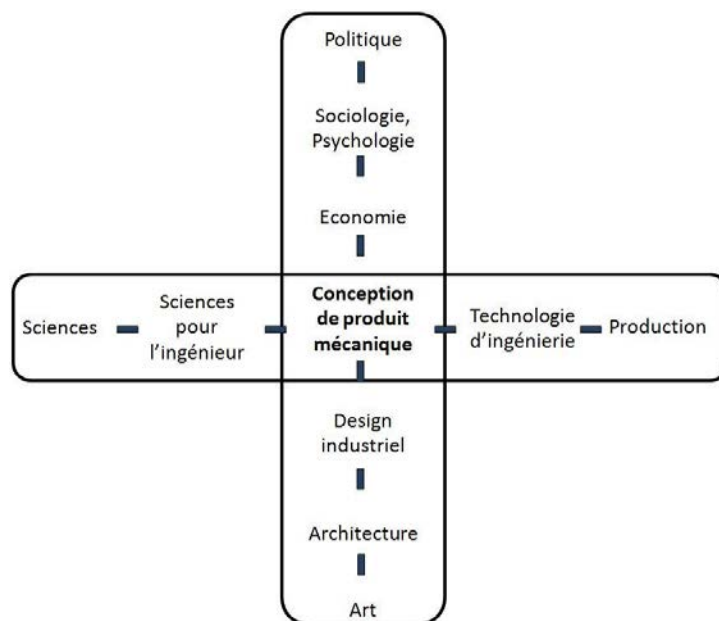 Politique
Sociologie,
Psychologie
Economie
Sciences
Sciences
pour
l'ingénieur
Conception
de produit
mécanique
Technologie
d'ingénierie
Production
Design
industriel
Architecture
Art